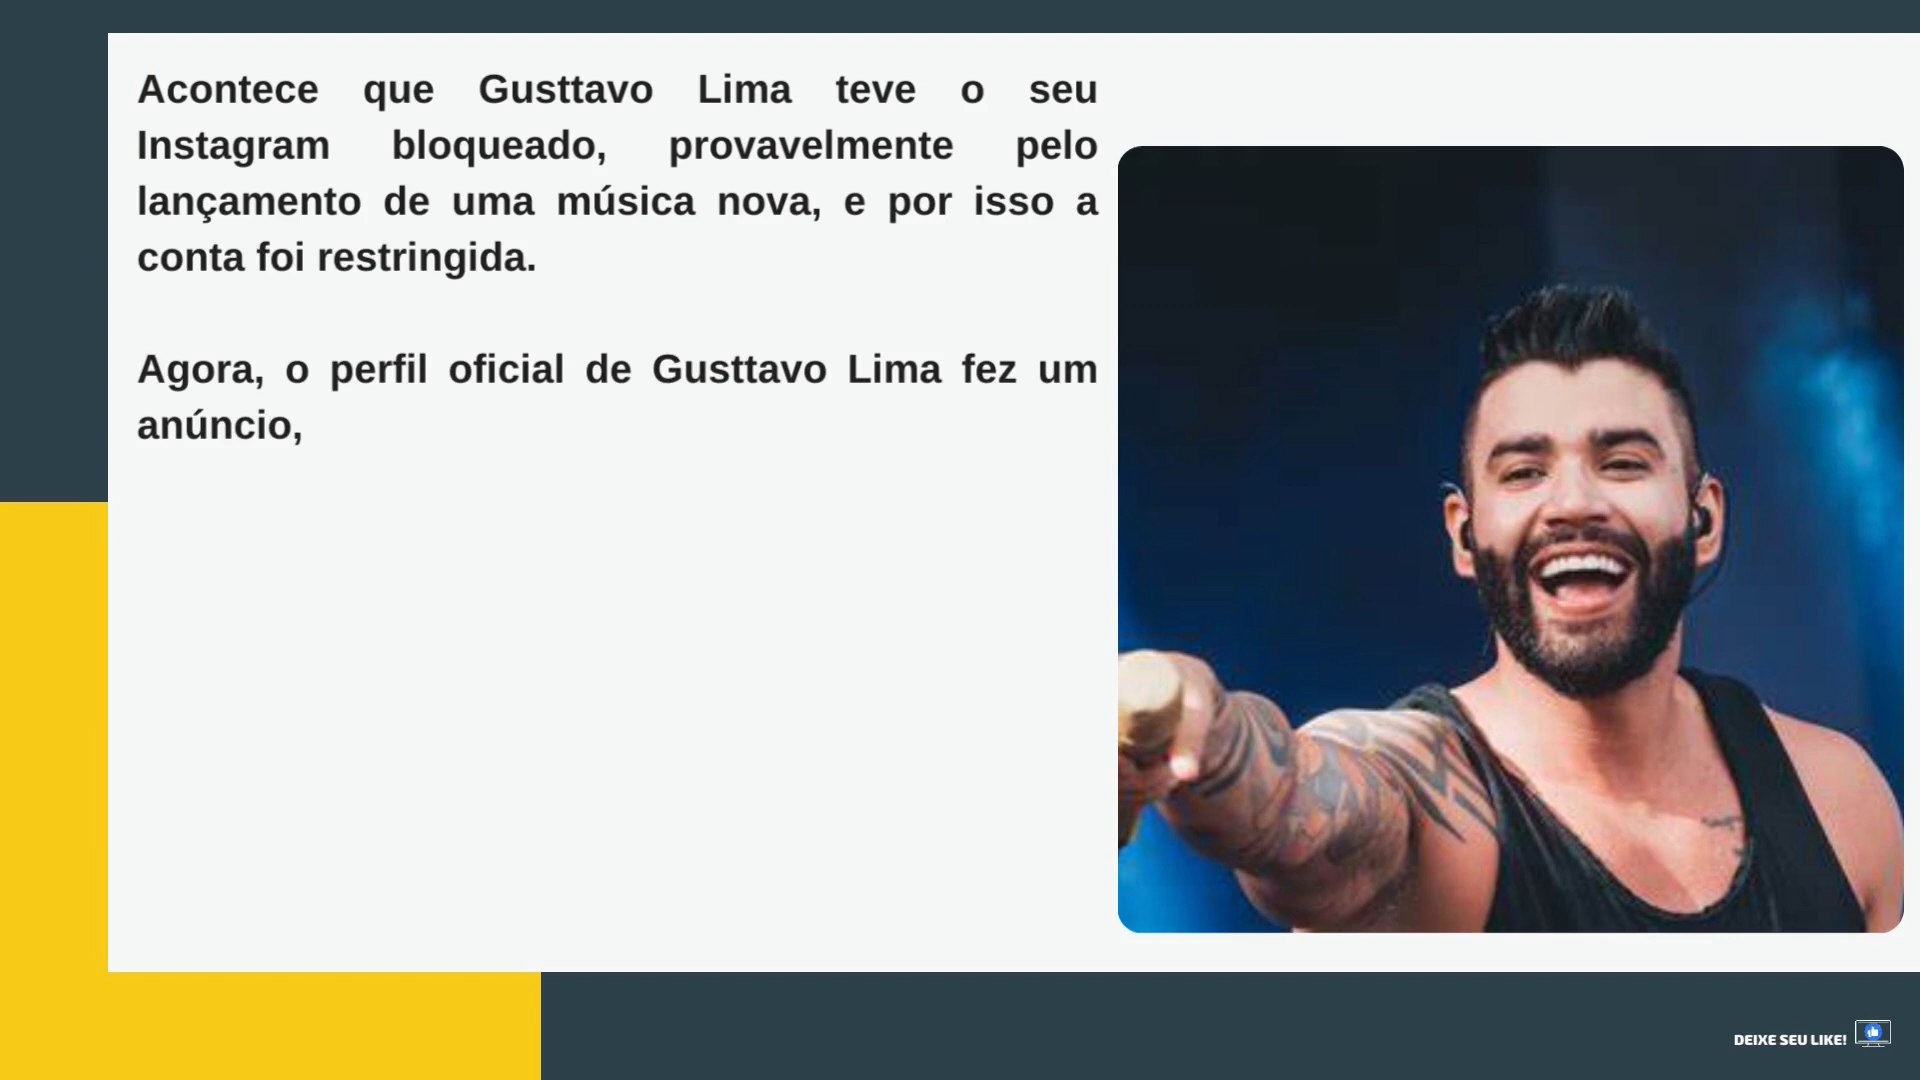 Acontece que Gusttavo Lima teve o seu
Instagram bloqueado, provavelmente pelo
lançamento de uma música nova, e por isso a
conta foi restringida.
Agora, o perfil oficial de Gusttavo Lima fez um
anúncio,
DEIXE SEU LIKE!